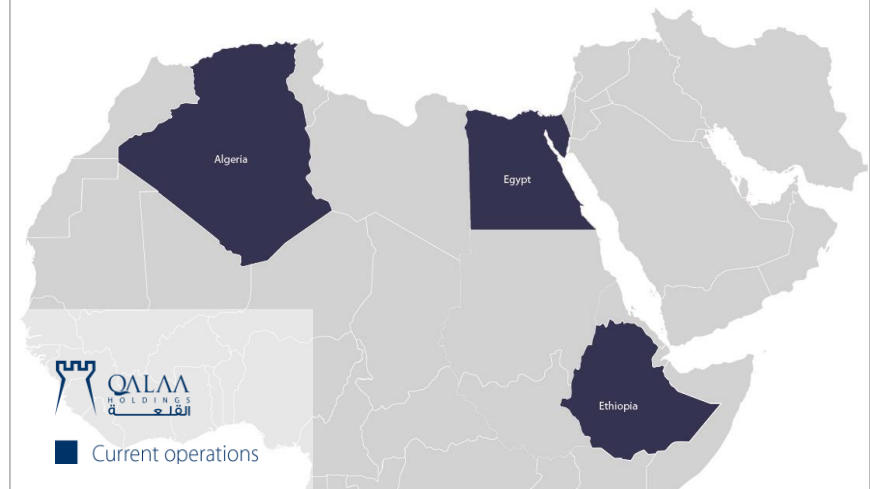 Algeria
Egypt
Ethiopia
QALAA
HOLDINGS
القلعة
Current operations